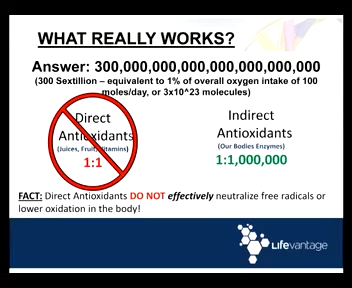 WHAT REALLY WORKS?
Answer: 300,000,000,000,000,000,000,000
(300 Sextillion – equivalent to 1% of overall oxygen intake of 100
moles/day, or 3x10^23 molecules)
Direct
Antioxidants
(Juices, Fruit, Vitamins)
1:1
Indirect
Antioxidants
(Our Bodies Enzymes)
1:1,000,000
FACT: Direct Antioxidants DO NOT effectively neutralize free radicals or
lower oxidation in the body!
Lifevantage